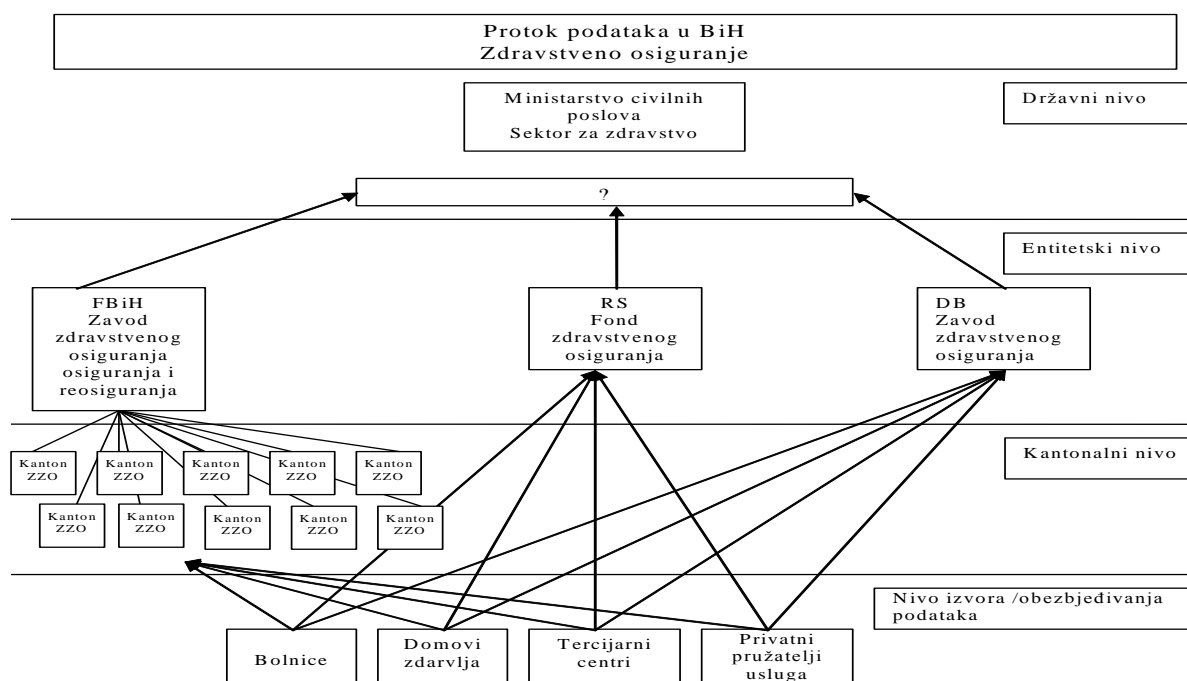 Protok podataka u BiH
Zdravstveno osiguranje
Ministarstvo civilnih
poslova
Sektor za zdravstvo
Državni nivo
?
Entitetski nivo
FBiH
Zavod
zdravstvenog
osiguranja
osiguranja i
reosiguranja
RS
Fond
zdravstvenog
osiguranja
DB
Zavod
zdravstvenog
osiguranja
Kantonalni nivo
Kanton
ZZO
Kanton
ZZO
Kanton
ZZO
Kanton
ZZO
Kanton
ZZO
Kanton
ZZO
Kanton
ZZO
Kanton
ZZO
Kanton
ZZO
Kanton
ZZO
Nivo izvora /obezbjeđivanja
podataka
Bolnice
Domovi
zdarvlja
Tercijarni
centri
Privatni
pružatelji
usluga